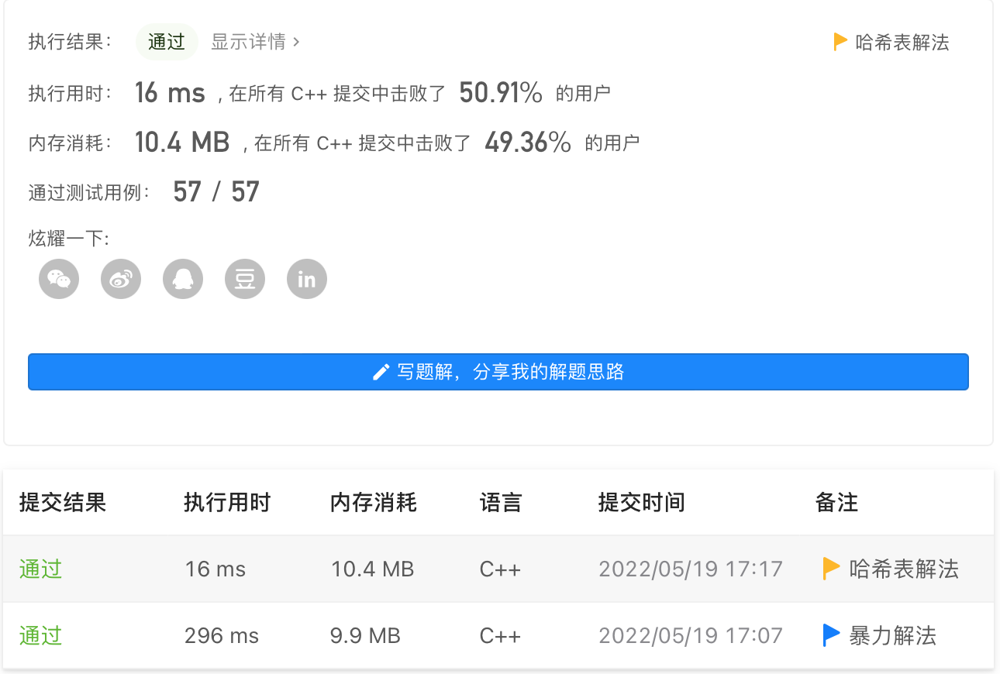 执行结果： 通过 显示详情 › 哈希表解法
执行用时： 16 ms , 在所有 C++ 提交中击败了 50.91% 的用户
内存消耗： 10.4 MB , 在所有 C++ 提交中击败了 49.36% 的用户
通过测试用例： 57 / 57
炫耀一下:
豆 in
写题解，分享我的解题思路
提交结果 执行用时 内存消耗 语言 提交时间 备注
通过 16 ms 10.4 MB C++ 2022/05/19 17:17 哈希表解法
通过 296 ms 9.9 MB C++ 2022/05/19 17:07 暴力解法